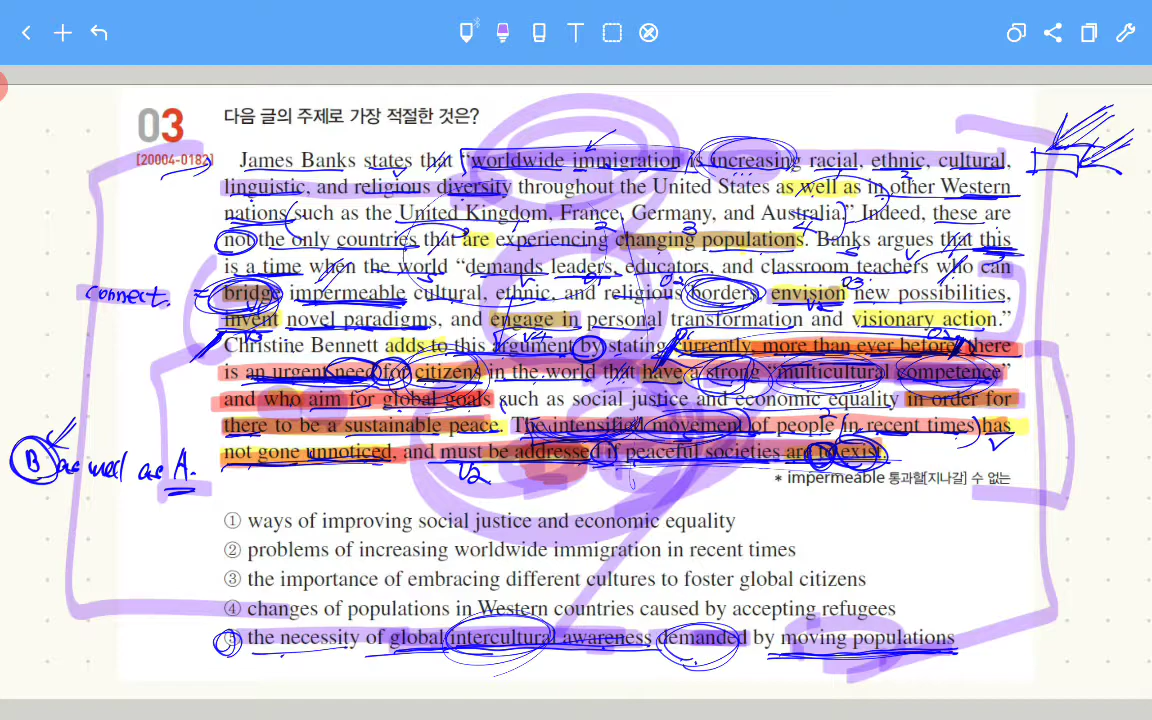 03
[20004-0182]
다음 글의 주제로 가장 적절한 것은?
James Banks states that “worldwide immigration is increasing racial, ethnic, cultural,
linguistic, and religious diversity throughout the United States as well as in other Western
nations such as the United Kingdom, France, Germany, and Australia.” Indeed, these are
not the only countries that are experiencing changing populations. Banks argues that this
is a time when the world “demands leaders, educators, and classroom teachers who can
connect. = bridge impermeable cultural, ethnic, and religious borders, envision new possibilities,
invent novel paradigms, and engage in personal transformation and visionary action.”
Christine Bennett adds to this argument by stating currently, more than ever before, there
is an urgent need for citizens in the world that have a strong “multicultural competence”
and who aim for global goals such as social justice and economic equality in order for
there to be a sustainable peace. The intensified movement of people in recent times has
not gone unnoticed, and must be addressed if peaceful societies are to exist.
B as well as A.
V2
* impermeable 통과할[지나갈] 수 없는
① ways of improving social justice and economic equality
② problems of increasing worldwide immigration in recent times
③ the importance of embracing different cultures to foster global citizens
④ changes of populations in Western countries caused by accepting refugees
⑤ the necessity of global intercultural awareness demanded by moving populations